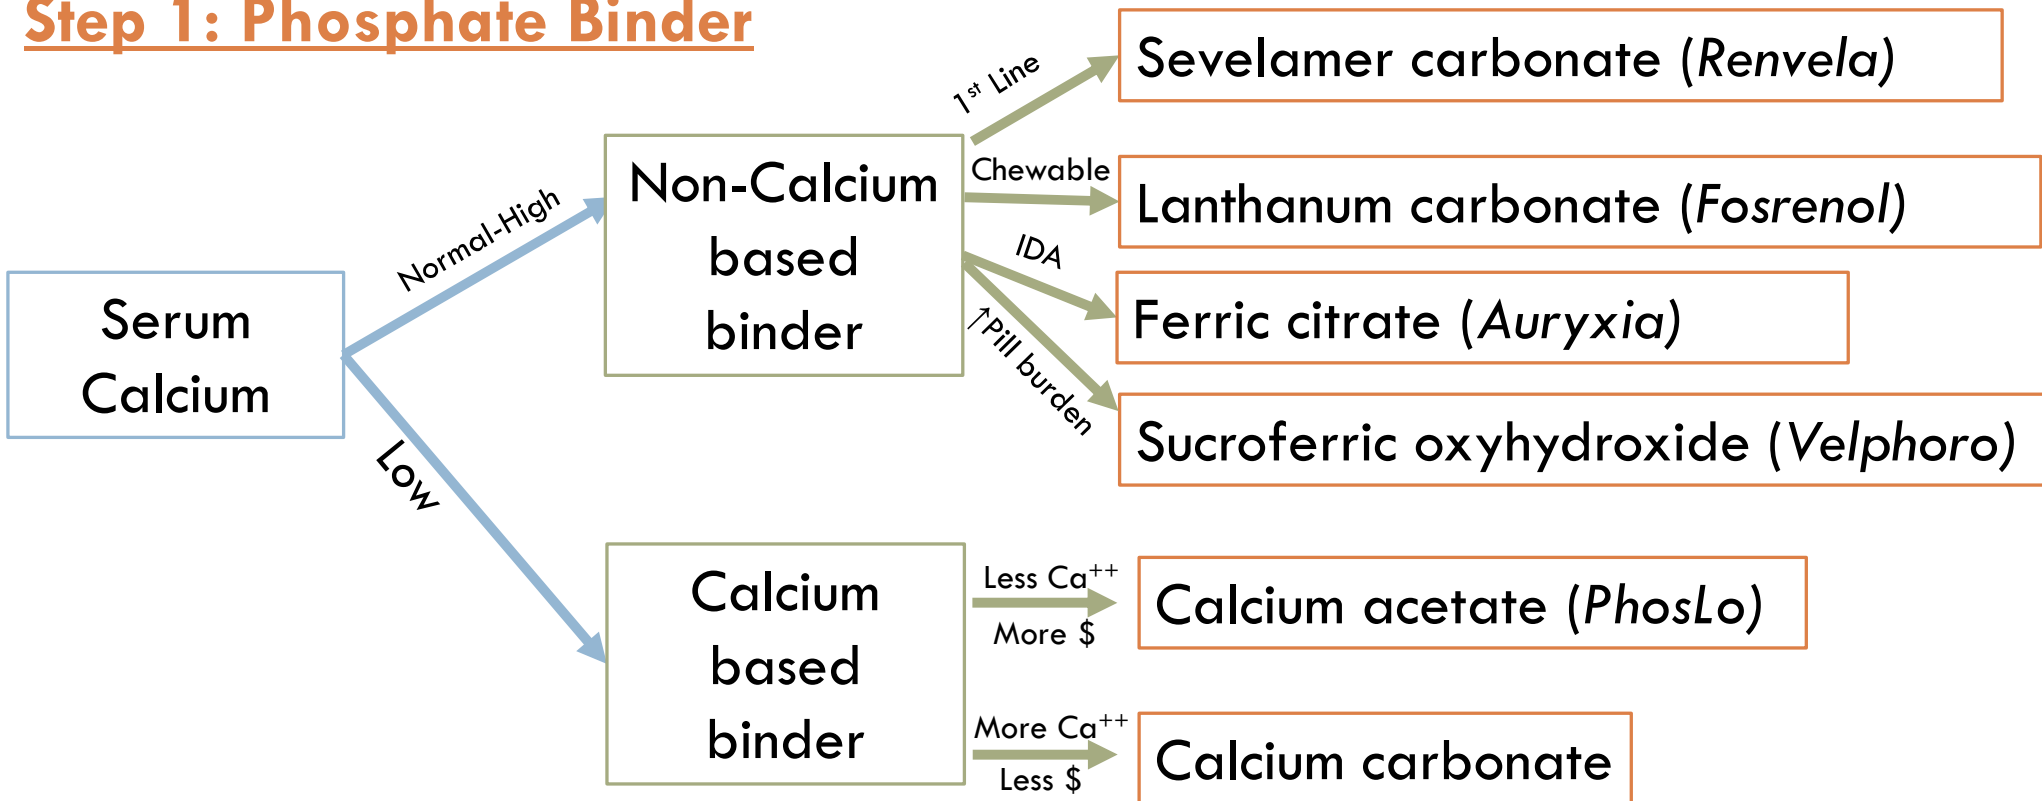 Step 1: Phosphate Binder
Serum
Calcium
Normal-High
Low
Non-Calcium
based
binder
1st Line
Sevelamer carbonate (Renvela)
Chewable
Lanthanum carbonate (Fosrenol)
IDA
Ferric citrate (Auryxia)
↑Pill burden
Sucroferric oxyhydroxide (Velphoro)
Calcium
based
binder
Less Ca++
More $
Calcium acetate (PhosLo)
More Ca++
Less $
Calcium carbonate